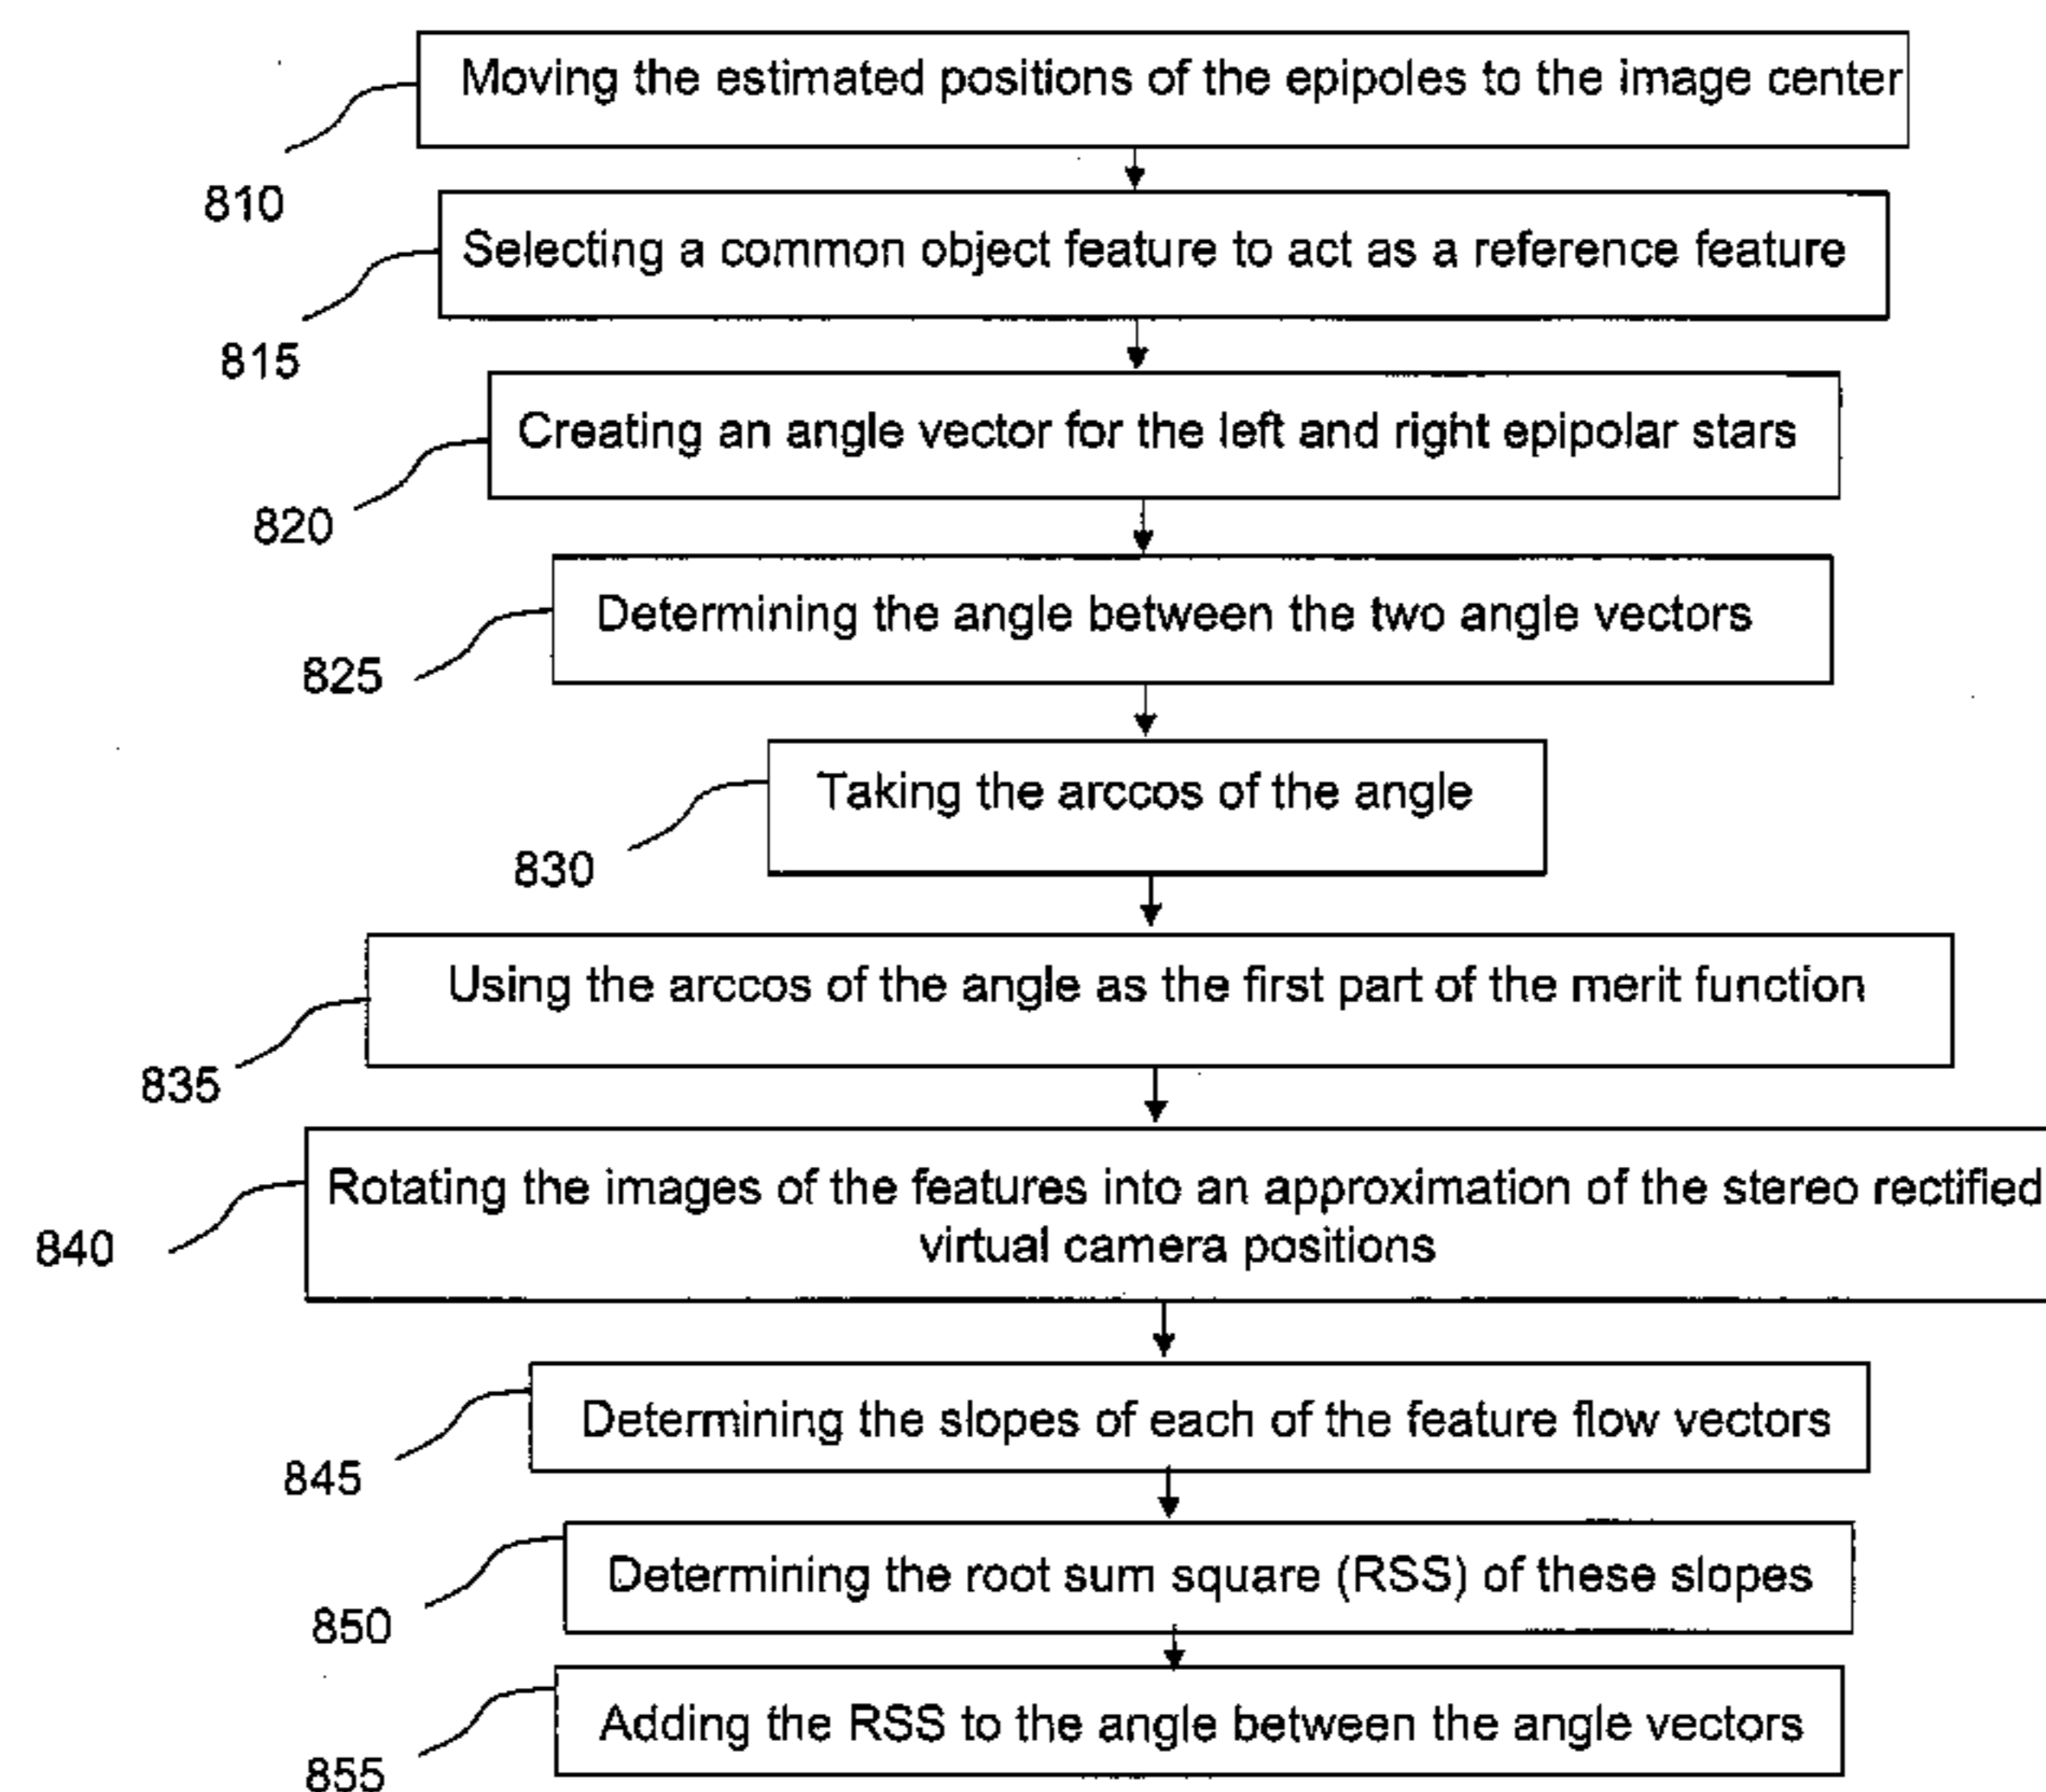 Moving the estimated positions of the epipoles to the image center
810
Selecting a common object feature to act as a reference feature
815
Creating an angle vector for the left and right epipolar stars
820
Determining the angle between the two angle vectors
825
Taking the arccos of the angle
830
Using the arccos of the angle as the first part of the merit function
835
Rotating the images of the features into an approximation of the stereo rectified
virtual camera positions
840
Determining the slopes of each of the feature flow vectors
845
Determining the root sum square (RSS) of these slopes
850
Adding the RSS to the angle between the angle vectors
855